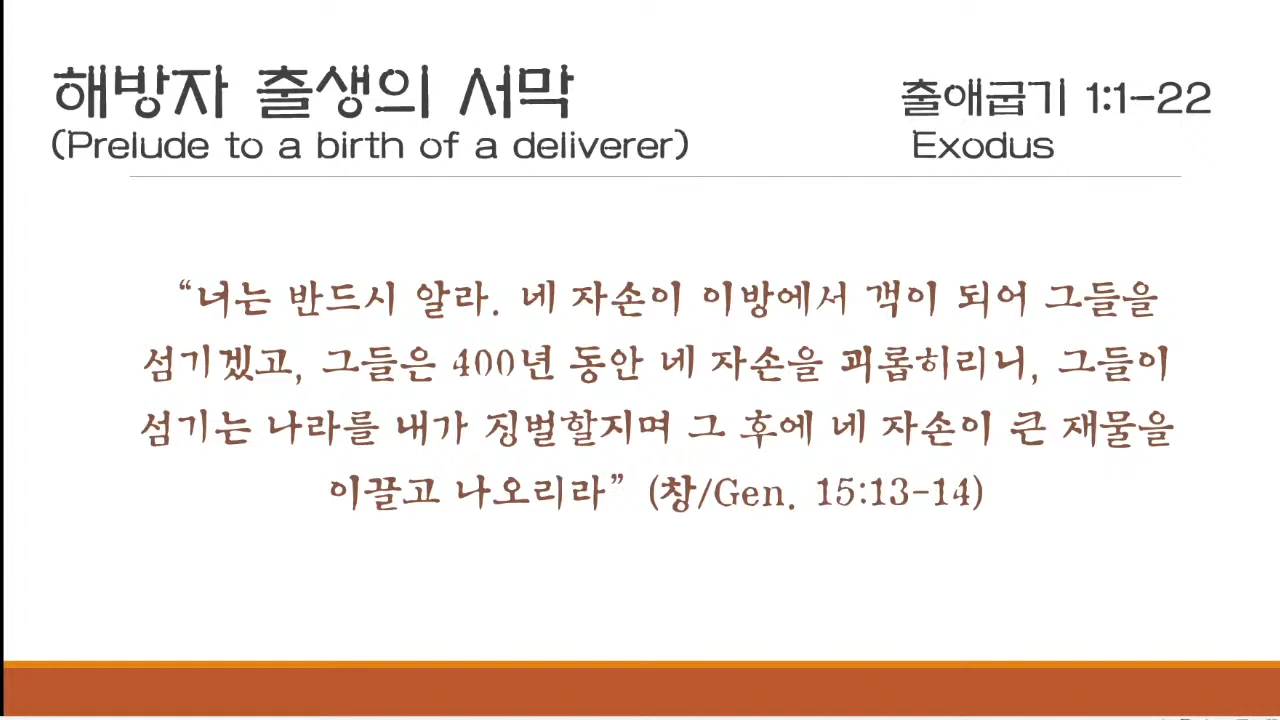 해방자 출생의 서막
출애굽기 1:1-22
(Prelude to a birth of a deliverer)
Exodus
“너는 반드시 알라. 네 자손이 이방에서 객이 되어 그들을
섬기겠고, 그들은 400년 동안 네 자손을 괴롭히리니, 그들이
섬기는 나라를 내가 징벌할지며 그 후에 네 자손이 큰 재물을
이끌고 나오리라” (창/Gen. 15:13-14)